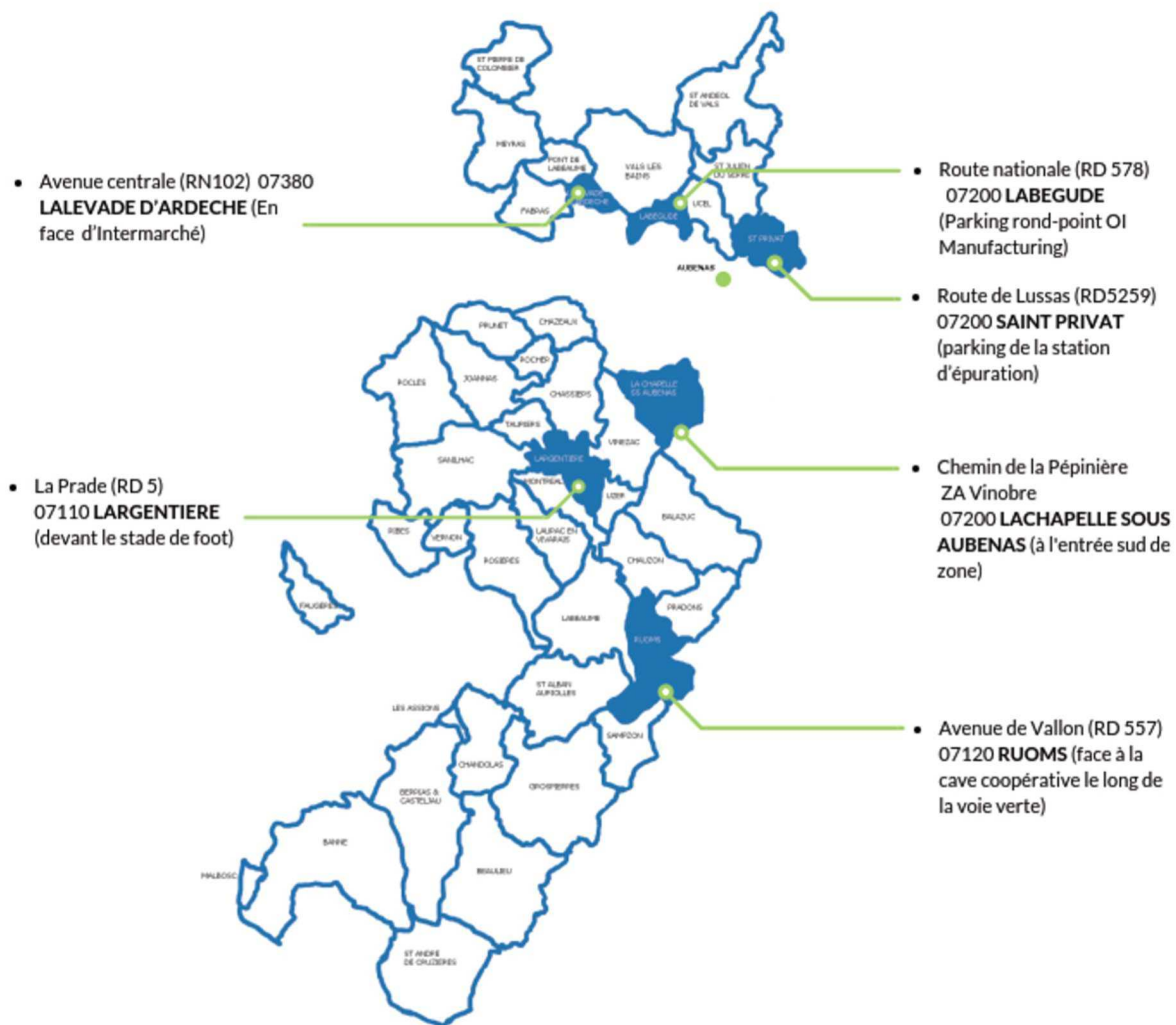 ST PIERRE DE
COLOMBIER
ST ANDEOL
DE VALS
MEYRAS
PONT DE
LABEAUME
VALS LES
BAINS
ST JULIEN
DU SERRE
FABRAS
LABEGUDE
UCEL
ST PRIVAT
AUBENAS
• Avenue centrale (RN102) 07380
LALEVADE D’ARDECHE (En
face d’Intermarché)
• Route nationale (RD 578)
07200 LABEGUDE
(Parking rond-point OI
Manufacturing)
• Route de Lussas (RD5259)
07200 SAINT PRIVAT
(parking de la station
d’épuration)
PRUNET
CHAZEAUX
ROCHER
ROCLES
JOANNAS
CHASSIERS
LA CHAPELLE
SS AUBENAS
TAURIERS
VINEZAC
SANILHAC
LARGENTIERE
MONTREAL
UZER
BALAZUC
• La Prade (RD 5)
07110 LARGENTIERE
(devant le stade de foot)
• Chemin de la Pépinière
ZA Vinobre
07200 LACHAPELLE SOUS
AUBENAS (à l'entrée sud de
zone)
RIBES
VERNON
ROSIERES
LAURAC EN
VIVARAIS
CHAUZON
PRADONS
FAUGERES
LABEAUME
RUOMS
ST ALBAN
AURIOLLES
LES ASSIONS
SAMPZON
CHANDOLAS
GROSPIERRES
BERRIAS &
CASTELJAU
• Avenue de Vallon (RD 557)
07120 RUOMS (face à la
cave coopérative le long de
la voie verte)
BANNE
BEAULIEU
MALBOSC
ST ANDRE
DE CRUZIERES